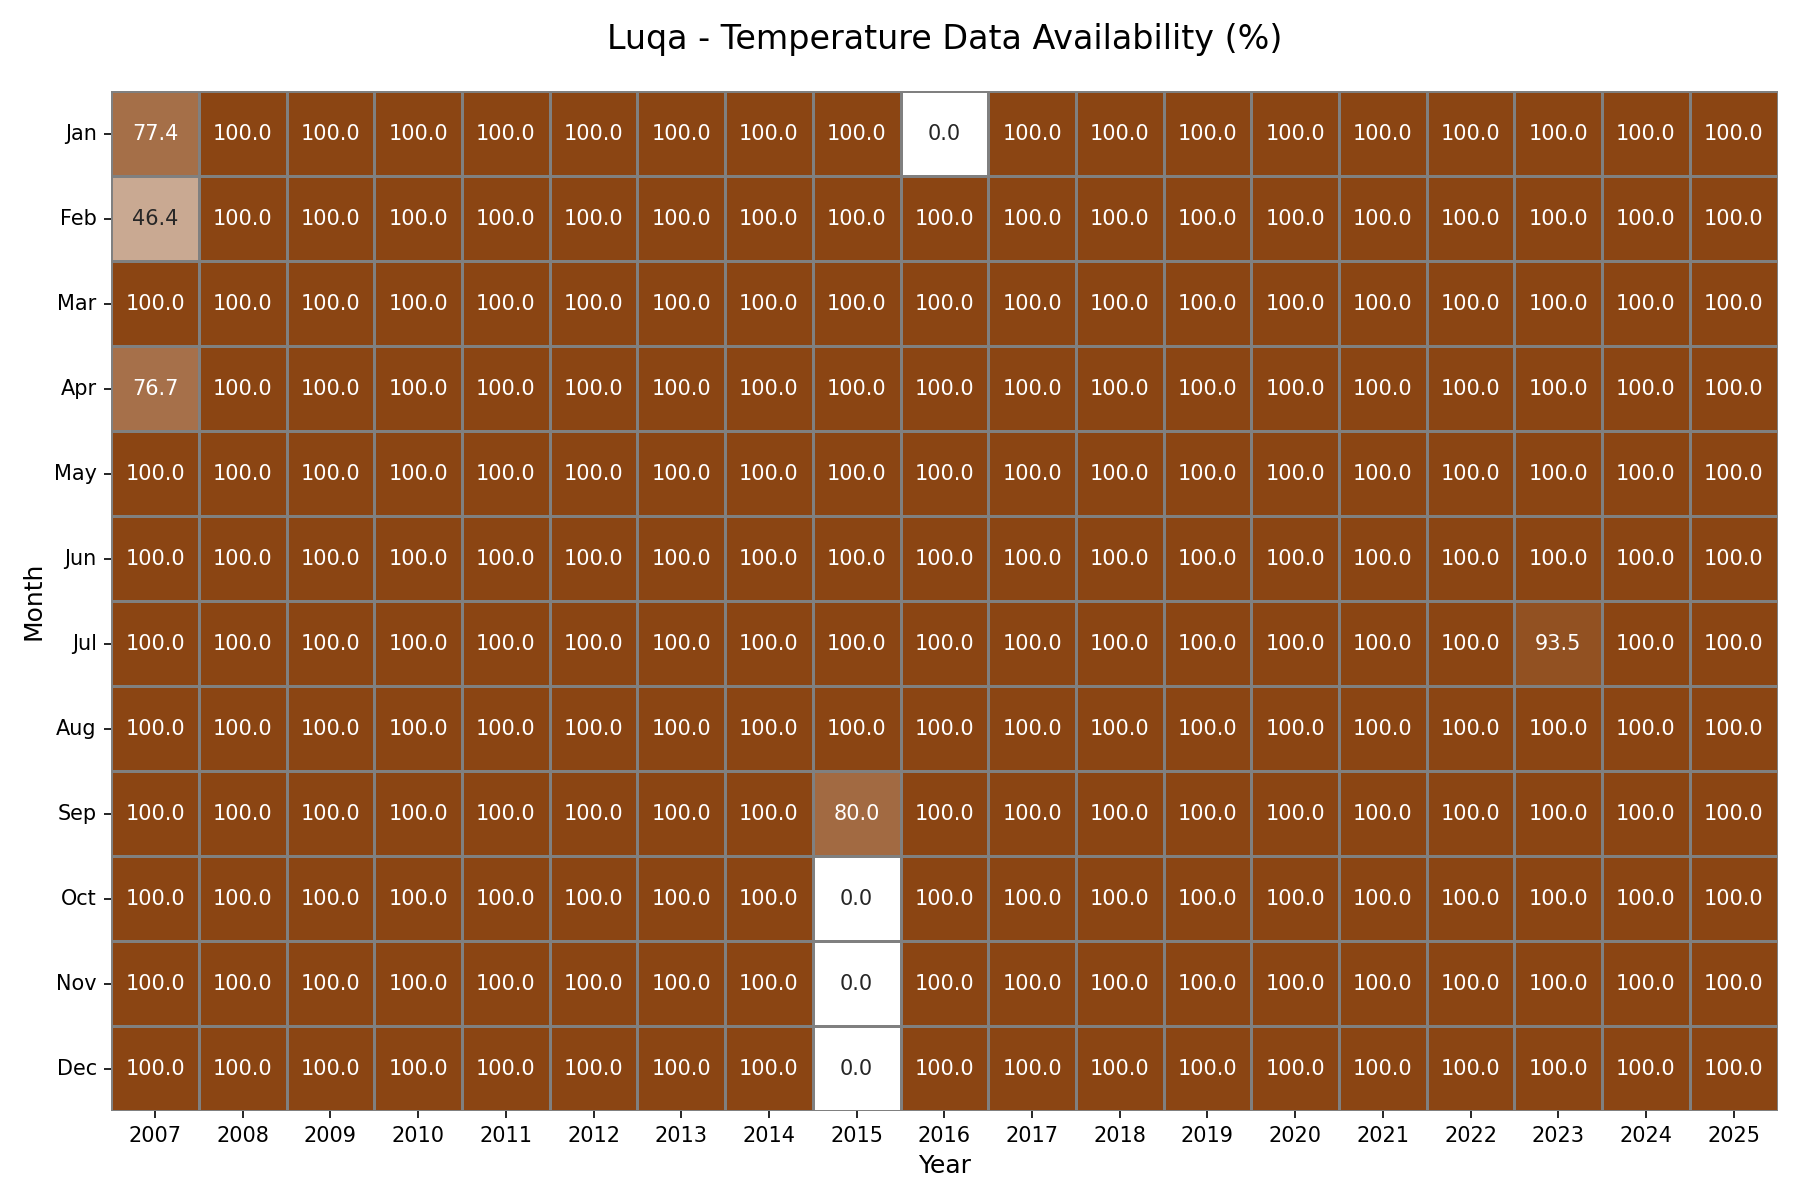 Luqa - Temperature Data Availability (%)
Jan 77.4 100.0 100.0 100.0 100.0 100.0 100.0 100.0 100.0 0.0 100.0 100.0 100.0 100.0 100.0 100.0 100.0 100.0 100.0
Feb 46.4 100.0 100.0 100.0 100.0 100.0 100.0 100.0 100.0 100.0 100.0 100.0 100.0 100.0 100.0 100.0 100.0 100.0 100.0
Mar 100.0 100.0 100.0 100.0 100.0 100.0 100.0 100.0 100.0 100.0 100.0 100.0 100.0 100.0 100.0 100.0 100.0 100.0 100.0
Apr 76.7 100.0 100.0 100.0 100.0 100.0 100.0 100.0 100.0 100.0 100.0 100.0 100.0 100.0 100.0 100.0 100.0 100.0 100.0
May 100.0 100.0 100.0 100.0 100.0 100.0 100.0 100.0 100.0 100.0 100.0 100.0 100.0 100.0 100.0 100.0 100.0 100.0 100.0
Jun 100.0 100.0 100.0 100.0 100.0 100.0 100.0 100.0 100.0 100.0 100.0 100.0 100.0 100.0 100.0 100.0 100.0 100.0 100.0
Jul 100.0 100.0 100.0 100.0 100.0 100.0 100.0 100.0 100.0 100.0 100.0 100.0 100.0 100.0 100.0 100.0 93.5 100.0 100.0
Aug 100.0 100.0 100.0 100.0 100.0 100.0 100.0 100.0 100.0 100.0 100.0 100.0 100.0 100.0 100.0 100.0 100.0 100.0 100.0
Sep 100.0 100.0 100.0 100.0 100.0 100.0 100.0 100.0 80.0 100.0 100.0 100.0 100.0 100.0 100.0 100.0 100.0 100.0 100.0
Oct 100.0 100.0 100.0 100.0 100.0 100.0 100.0 100.0 0.0 100.0 100.0 100.0 100.0 100.0 100.0 100.0 100.0 100.0 100.0
Nov 100.0 100.0 100.0 100.0 100.0 100.0 100.0 100.0 0.0 100.0 100.0 100.0 100.0 100.0 100.0 100.0 100.0 100.0 100.0
Dec 100.0 100.0 100.0 100.0 100.0 100.0 100.0 100.0 0.0 100.0 100.0 100.0 100.0 100.0 100.0 100.0 100.0 100.0 100.0
2007 2008 2009 2010 2011 2012 2013 2014 2015 2016 2017 2018 2019 2020 2021 2022 2023 2024 2025
Year
Month